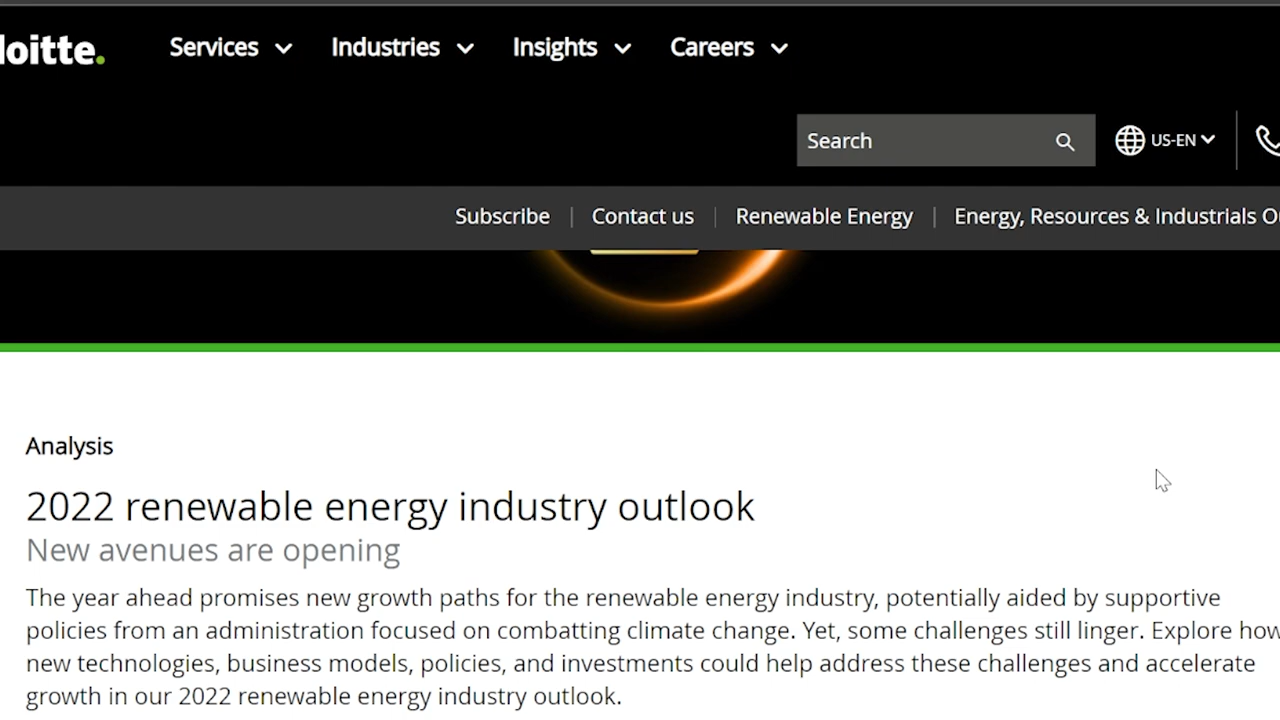 loitte.
Services Industries Insights Careers
Search US-EN
Subscribe | Contact us | Renewable Energy | Energy, Resources & Industrials O
Analysis
2022 renewable energy industry outlook
New avenues are opening
The year ahead promises new growth paths for the renewable energy industry, potentially aided by supportive
policies from an administration focused on combatting climate change. Yet, some challenges still linger. Explore how
new technologies, business models, policies, and investments could help address these challenges and accelerate
growth in our 2022 renewable energy industry outlook.